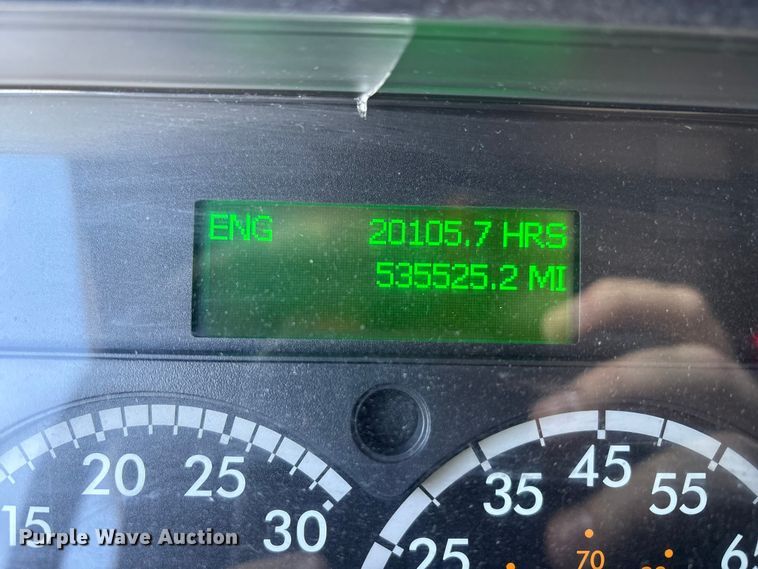 ENG 20105.7 HRS
535525.2 MI
20 25 35 45 55
15 30 25 70 65
Purple Wave Auction